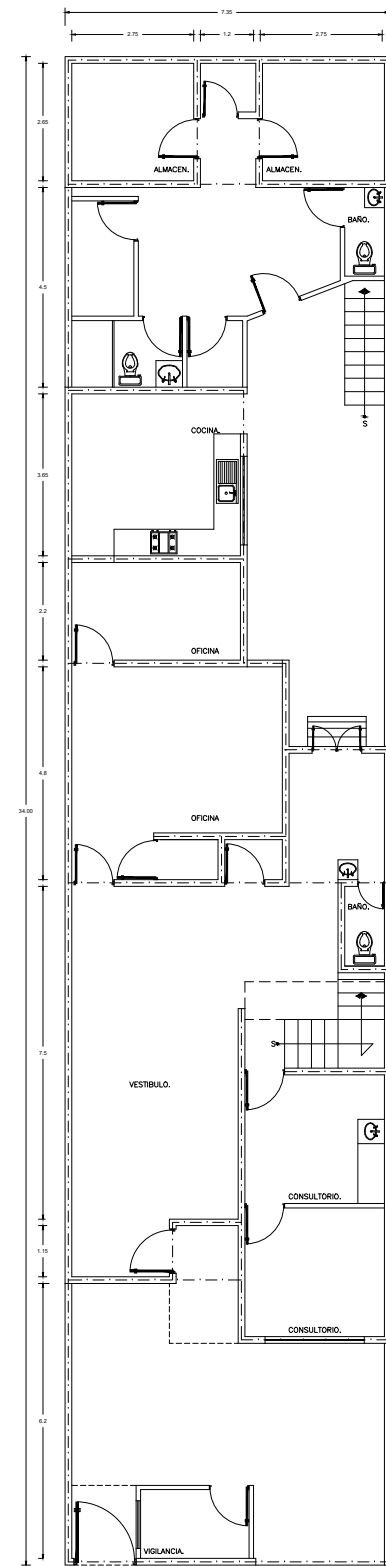 7.35
2.75 1.2 2.75
2.65
ALMACEN. ALMACEN.
BAÑO.
4.5
S
COCINA.
3.65
2.2
OFICINA
4.8
34.00
OFICINA
BAÑO.
7.5
S
VESTIBULO.
CONSULTORIO.
1.15
CONSULTORIO.
6.2
VIGILANCIA.